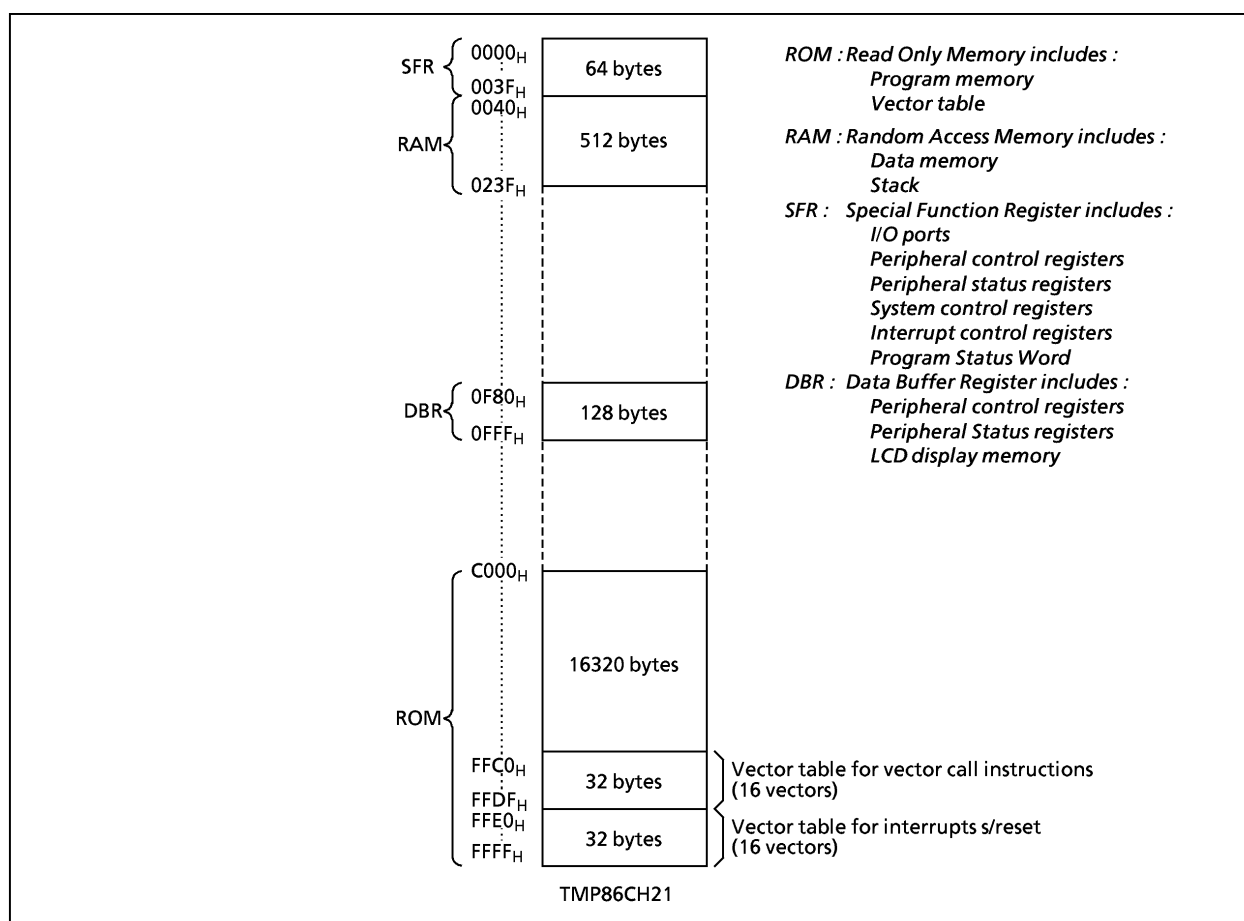 SFR
0000H
64 bytes
003FH
0040H
RAM
512 bytes
023FH
DBR
0F80H
128 bytes
0FFFH
C000H
16320 bytes
ROM
FFC0H
32 bytes
Vector table for vector call instructions
(16 vectors)
FFDFH
FFE0H
32 bytes
Vector table for interrupts s/reset
(16 vectors)
FFFFH
TMP86CH21
ROM : Read Only Memory includes :
Program memory
Vector table
RAM : Random Access Memory includes :
Data memory
Stack
SFR : Special Function Register includes :
I/O ports
Peripheral control registers
Peripheral status registers
System control registers
Interrupt control registers
Program Status Word
DBR : Data Buffer Register includes :
Peripheral control registers
Peripheral Status registers
LCD display memory